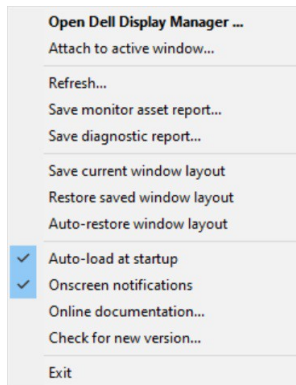 Open Dell Display Manager ...
Attach to active window...
Refresh...
Save monitor asset report...
Save diagnostic report...
Save current window layout
Restore saved window layout
Auto-restore window layout
Auto-load at startup
Onscreen notifications
Online documentation...
Check for new version...
Exit